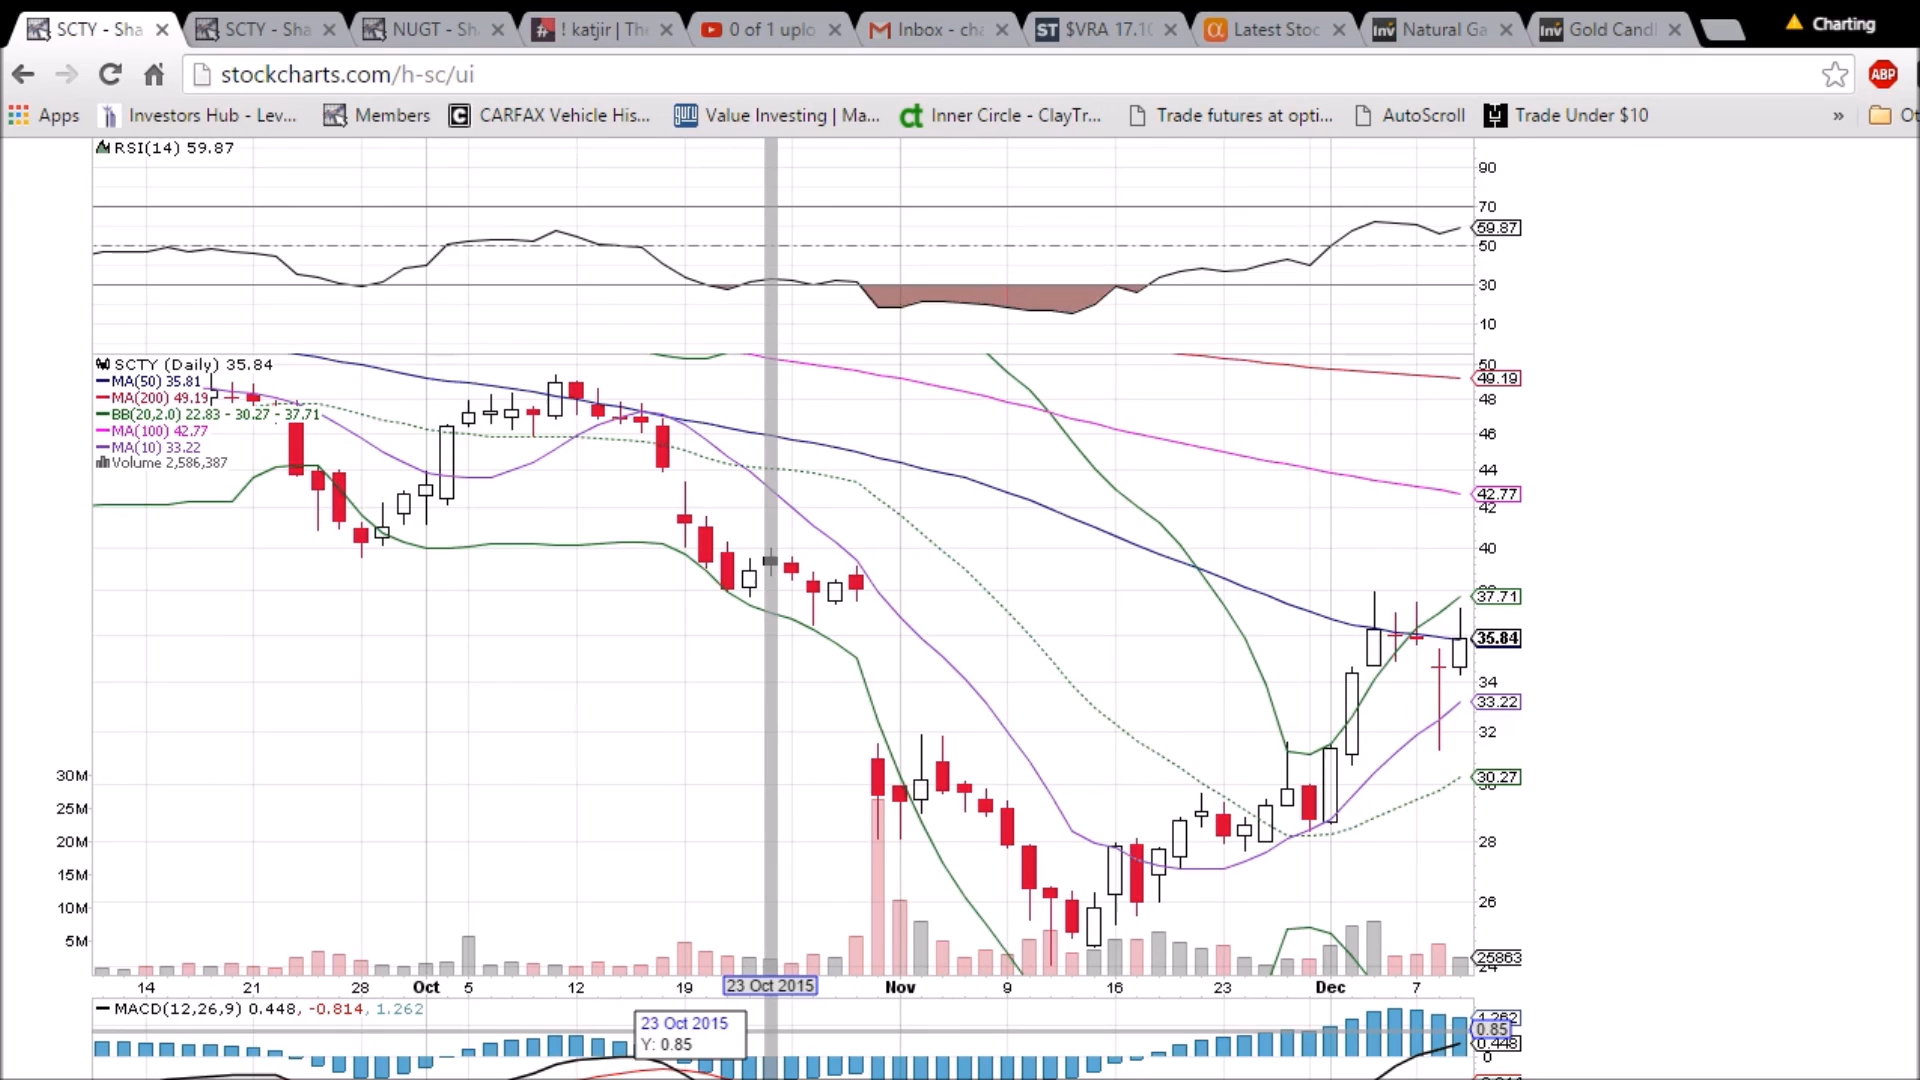 SCTY - Sha
SCTY - Sha
NUGT - Sh
! katjir | The
0 of 1 uplo
Inbox - cha
$VRA 17.10
Latest Stoc
Natural Ga
Gold Candl
Charting
stockcharts.com/h-sc/ui
ABP
Apps
Investors Hub - Lev...
Members
CARFAX Vehicle His...
Value Investing | Ma...
Inner Circle - ClayTr...
Trade futures at opti...
AutoScroll
Trade Under $10
»
Ot
RSI(14) 59.87
90
70
59.87
50
30
10
SCTY (Daily) 35.84
MA(50) 35.81
MA(200) 49.19
BB(20,2.0) 22.83 - 30.27 - 37.71
MA(100) 42.77
MA(10) 33.22
Volume 2,586,387
50
49.19
48
46
44
42.77
42
40
37.71
35.84
34
33.22
32
30.27
28
26
25863
24
30M
25M
20M
15M
10M
5M
14
21
28
Oct
5
12
19
23 Oct 2015
Nov
9
16
23
Dec
7
MACD(12,26,9) 0.448, -0.814, 1.262
23 Oct 2015
Y: 0.85
1.262
0.85
0.448
0